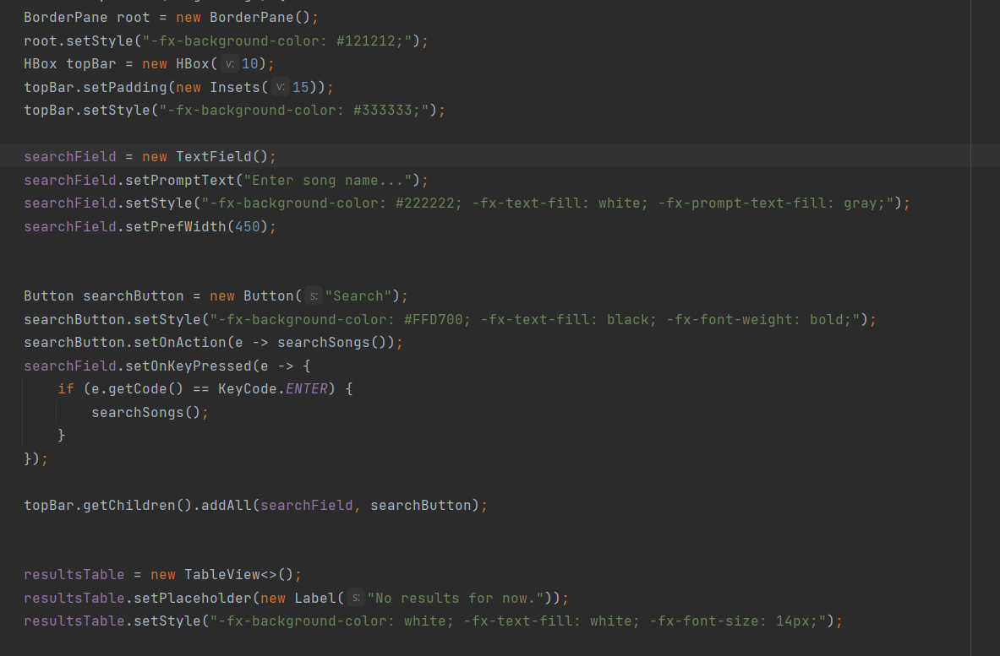 BorderPane root = new BorderPane();
root.setStyle("-fx-background-color: #121212;");
HBox topBar = new HBox( v: 10);
topBar.setPadding(new Insets( v: 15));
topBar.setStyle("-fx-background-color: #333333;");
searchField = new TextField();
searchField.setPromptText("Enter song name...");
searchField.setStyle("-fx-background-color: #222222; -fx-text-fill: white; -fx-prompt-text-fill: gray;");
searchField.setPrefWidth(450);
Button searchButton = new Button( s: "Search");
searchButton.setStyle("-fx-background-color: #FFD700; -fx-text-fill: black; -fx-font-weight: bold;");
searchButton.setOnAction(e -> searchSongs());
searchField.setOnKeyPressed(e -> {
    if (e.getCode() == KeyCode.ENTER) {
        searchSongs();
    }
});
topBar.getChildren().addAll(searchField, searchButton);
resultsTable = new TableView<>();
resultsTable.setPlaceholder(new Label( s: "No results for now."));
resultsTable.setStyle("-fx-background-color: white; -fx-text-fill: white; -fx-font-size: 14px;");